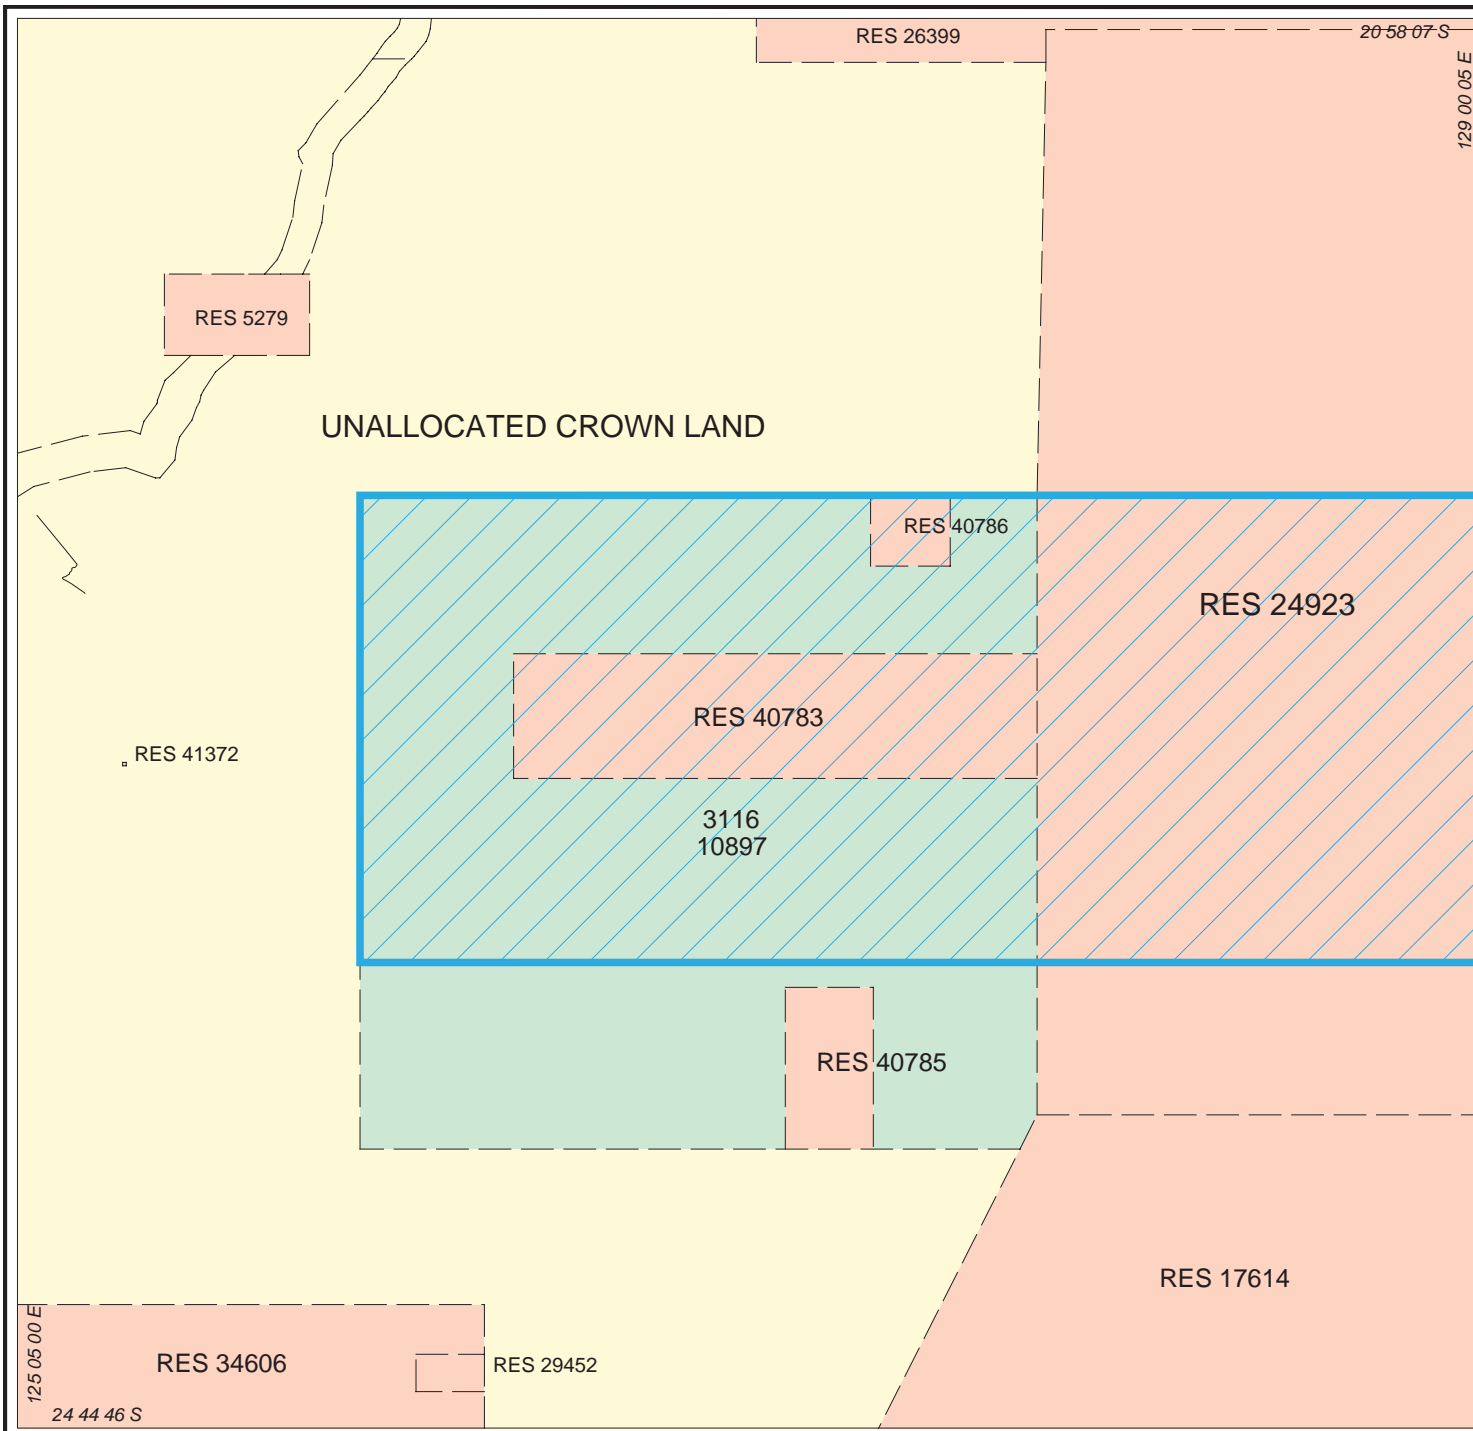 RES 26399
20 58 07 S
129 00 05 E
RES 5279
UNALLOCATED CROWN LAND
RES 40786
RES 24923
RES 40783
RES 41372
3116
10897
RES 40785
RES 17614
125 05 00 E
RES 34606
RES 29452
24 44 46 S